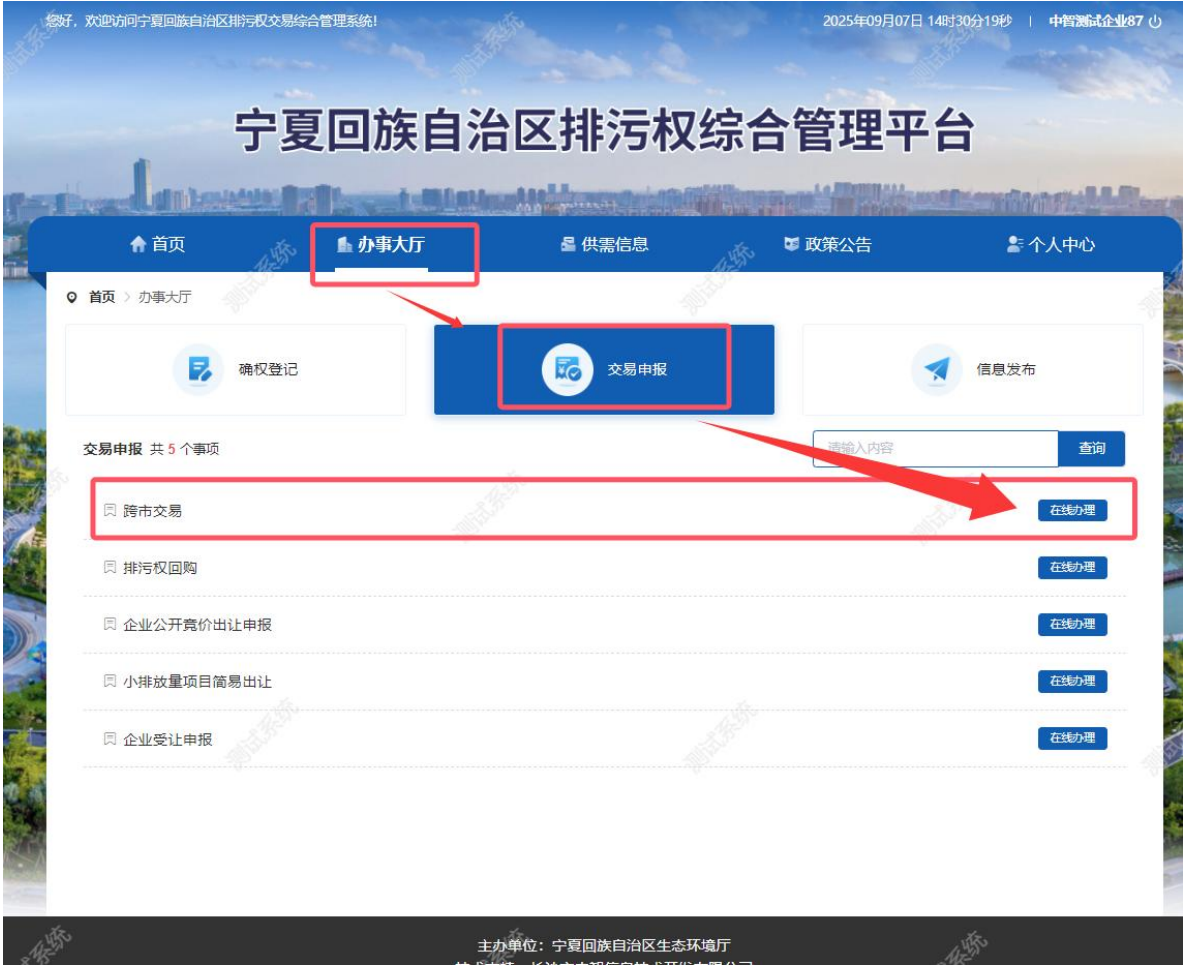 您好，欢迎访问宁夏回族自治区排污权交易综合管理系统!
2025年09月07日 14时30分19秒 | 中智测试企业87
宁夏回族自治区排污权综合管理平台
首页 办事大厅 供需信息 政策公告 个人中心
首页 > 办事大厅
确权登记 交易申报 信息发布
交易申报 共 5 个事项 请输入内容 查询
跨市交易 在线办理
排污权回购 在线办理
企业公开竞价出让申报 在线办理
小排放量项目简易出让 在线办理
企业受让申报 在线办理
主办单位：宁夏回族自治区生态环境厅
测试系统